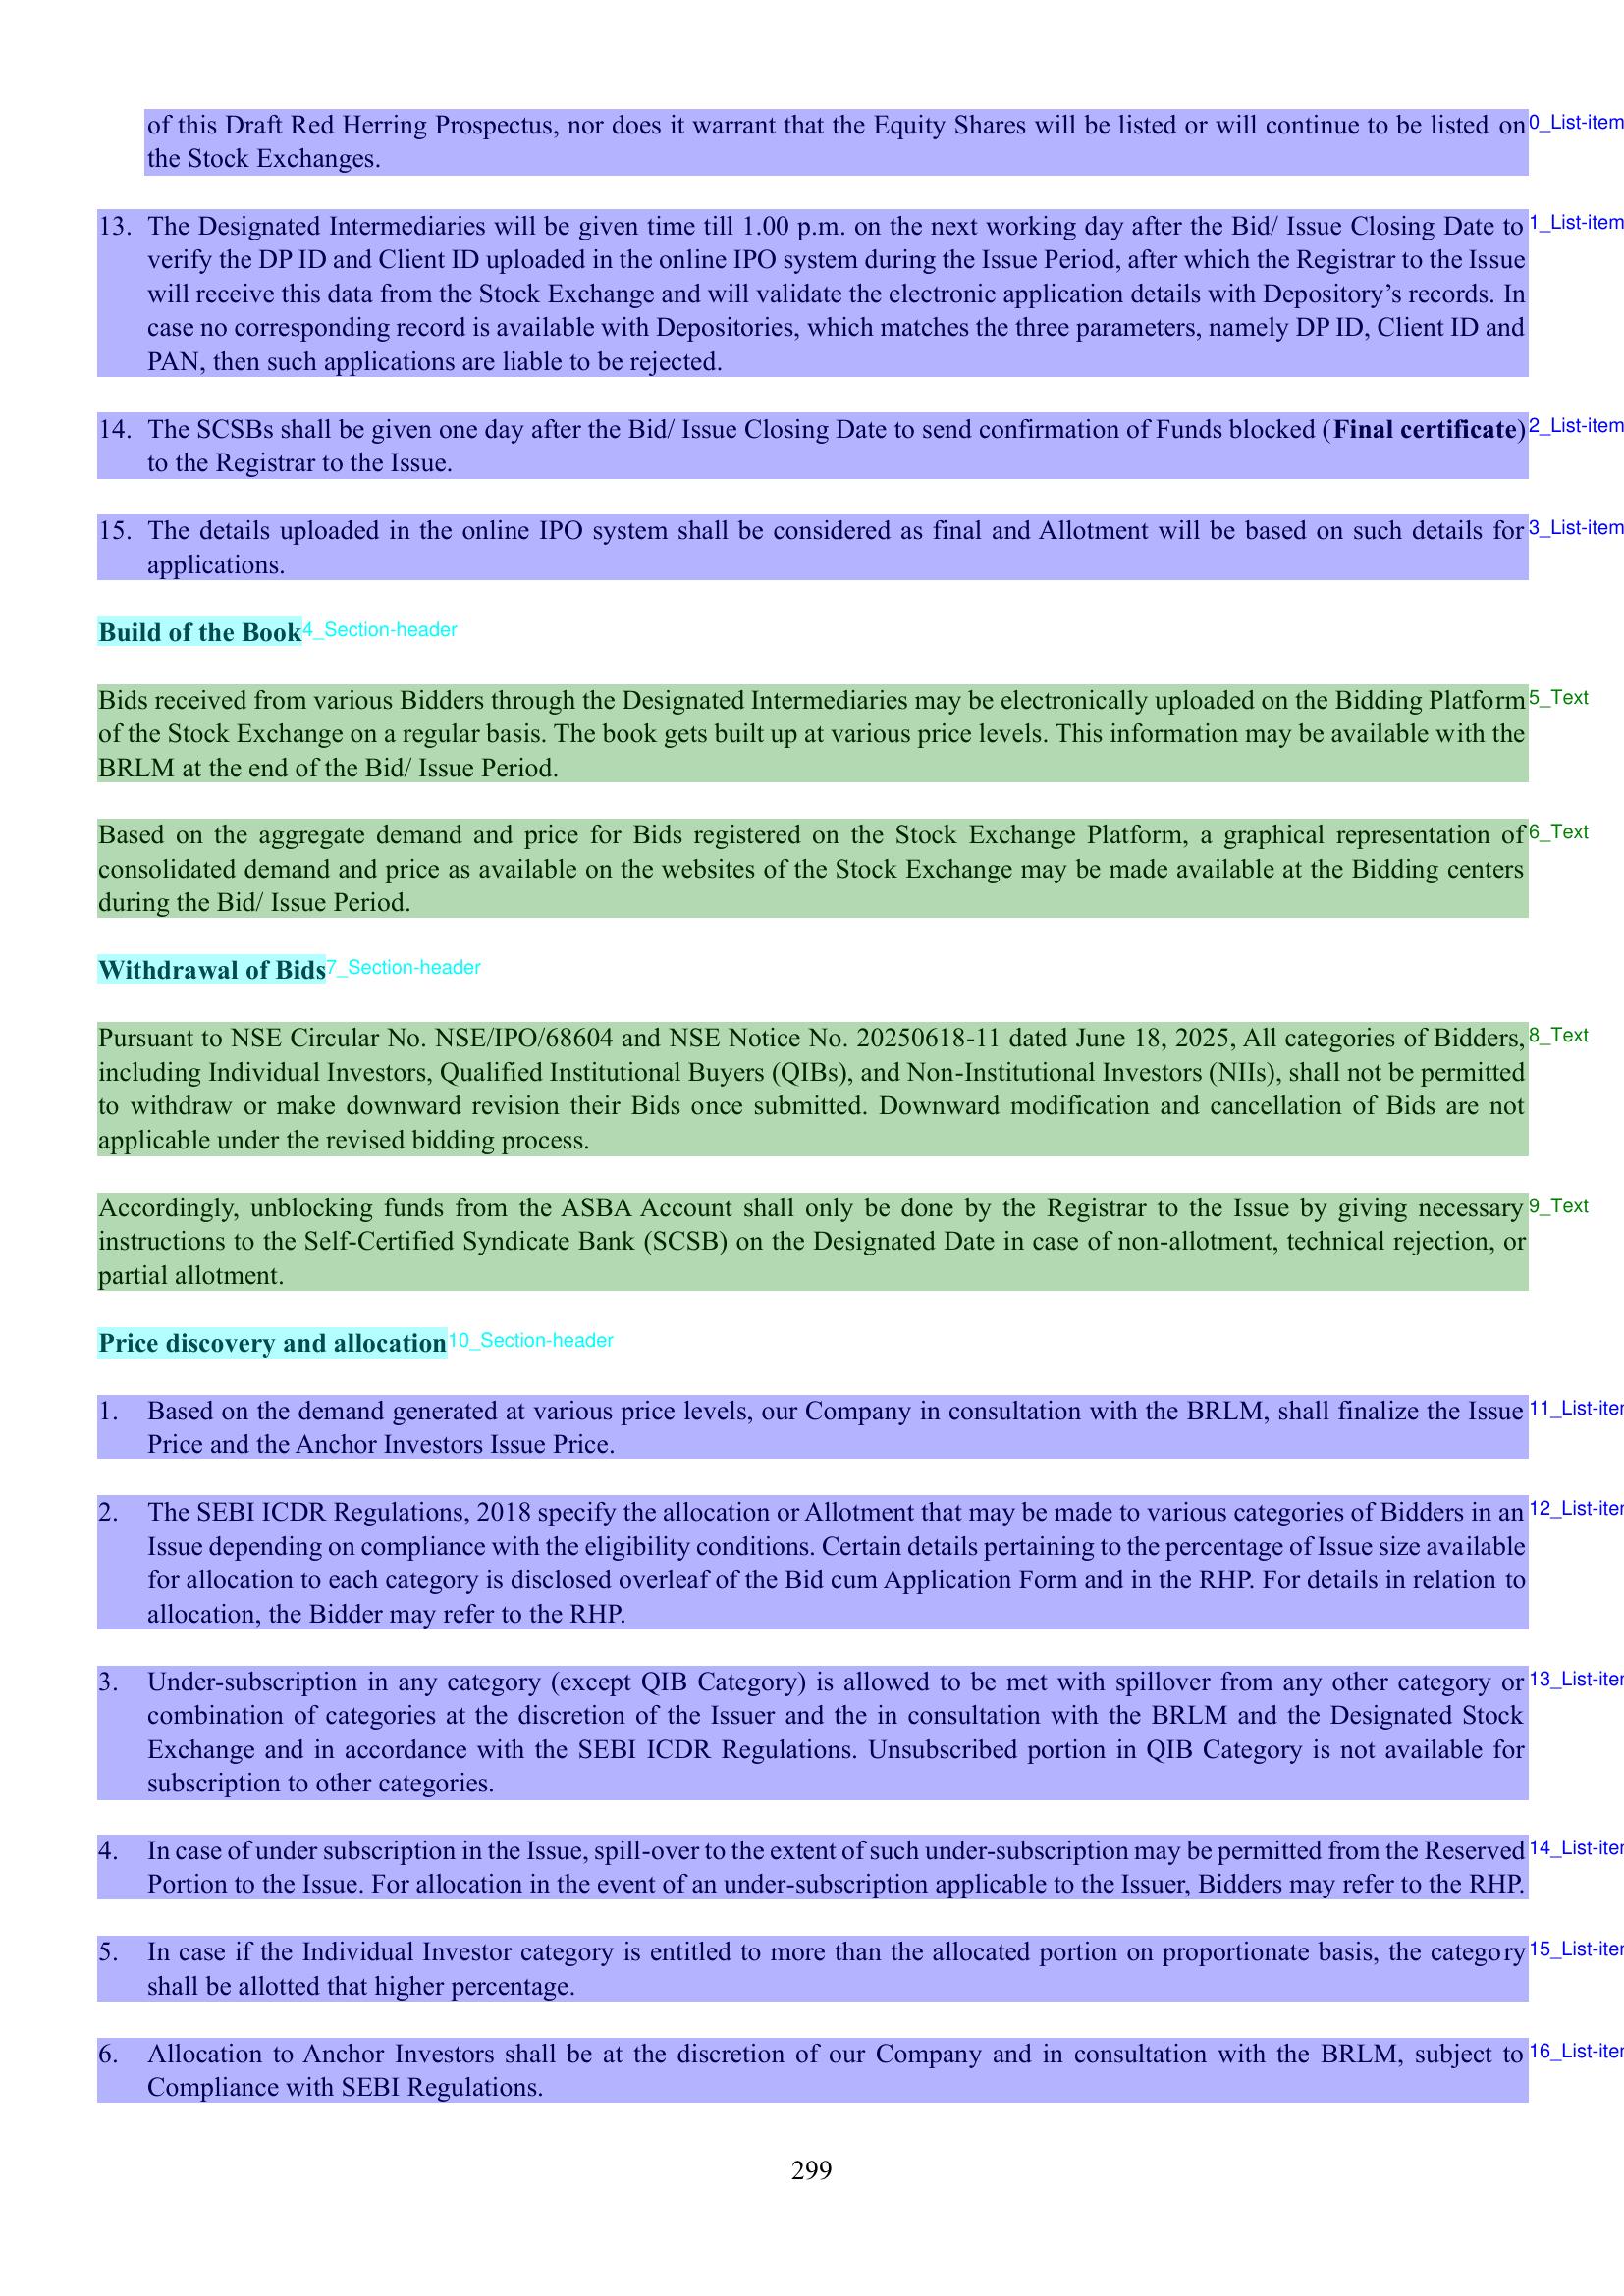 of this Draft Red Herring Prospectus, nor does it warrant that the Equity Shares will be listed or will continue to be listed on 0_List-item
the Stock Exchanges.
13. The Designated Intermediaries will be given time till 1.00 p.m. on the next working day after the Bid/ Issue Closing Date to 1_List-item
verify the DP ID and Client ID uploaded in the online IPO system during the Issue Period, after which the Registrar to the Issue
will receive this data from the Stock Exchange and will validate the electronic application details with Depository's records. In
case no corresponding record is available with Depositories, which matches the three parameters, namely DP ID, Client ID and
PAN, then such applications are liable to be rejected.
14. The SCSBs shall be given one day after the Bid/ Issue Closing Date to send confirmation of Funds blocked (Final certificate) 2_List-item
to the Registrar to the Issue.
15. The details uploaded in the online IPO system shall be considered as final and Allotment will be based on such details for 3_List-item
applications.
Build of the Book 4_Section-header
Bids received from various Bidders through the Designated Intermediaries may be electronically uploaded on the Bidding Platform 5_Text
of the Stock Exchange on a regular basis. The book gets built up at various price levels. This information may be available with the
BRLM at the end of the Bid/ Issue Period.
Based on the aggregate demand and price for Bids registered on the Stock Exchange Platform, a graphical representation of 6_Text
consolidated demand and price as available on the websites of the Stock Exchange may be made available at the Bidding centers
during the Bid/ Issue Period.
Withdrawal of Bids 7_Section-header
Pursuant to NSE Circular No. NSE/IPO/68604 and NSE Notice No. 20250618-11 dated June 18, 2025, All categories of Bidders, 8_Text
including Individual Investors, Qualified Institutional Buyers (QIBs), and Non-Institutional Investors (NIIs), shall not be permitted
to withdraw or make downward revision their Bids once submitted. Downward modification and cancellation of Bids are not
applicable under the revised bidding process.
Accordingly, unblocking funds from the ASBA Account shall only be done by the Registrar to the Issue by giving necessary 9_Text
instructions to the Self-Certified Syndicate Bank (SCSB) on the Designated Date in case of non-allotment, technical rejection, or
partial allotment.
Price discovery and allocation 10_Section-header
1. Based on the demand generated at various price levels, our Company in consultation with the BRLM, shall finalize the Issue 11_List-iter
Price and the Anchor Investors Issue Price.
2. The SEBI ICDR Regulations, 2018 specify the allocation or Allotment that may be made to various categories of Bidders in an 12_List-iter
Issue depending on compliance with the eligibility conditions. Certain details pertaining to the percentage of Issue size available
for allocation to each category is disclosed overleaf of the Bid cum Application Form and in the RHP. For details in relation to
allocation, the Bidder may refer to the RHP.
3. Under-subscription in any category (except QIB Category) is allowed to be met with spillover from any other category or 13_List-iter
combination of categories at the discretion of the Issuer and the in consultation with the BRLM and the Designated Stock
Exchange and in accordance with the SEBI ICDR Regulations. Unsubscribed portion in QIB Category is not available for
subscription to other categories.
4. In case of under subscription in the Issue, spill-over to the extent of such under-subscription may be permitted from the Reserved 14_List-iter
Portion to the Issue. For allocation in the event of an under-subscription applicable to the Issuer, Bidders may refer to the RHP.
5. In case if the Individual Investor category is entitled to more than the allocated portion on proportionate basis, the category 15_List-iter
shall be allotted that higher percentage.
6. Allocation to Anchor Investors shall be at the discretion of our Company and in consultation with the BRLM, subject to 16_List-iter
Compliance with SEBI Regulations.
299